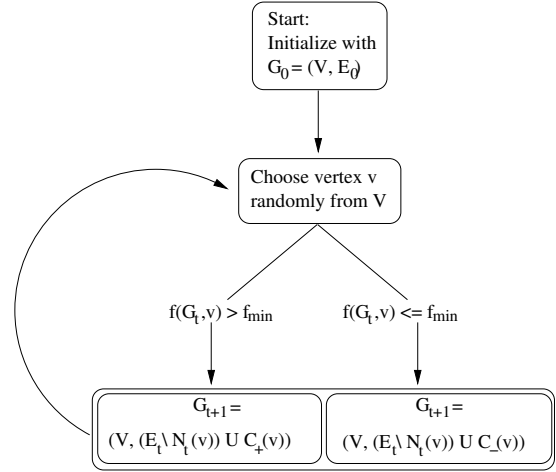 Start:
Initialize with
G₀ = (V, E₀)
Choose vertex v
randomly from V
f(Gₜ,v) > fₘᵢₙ
f(Gₜ,v) <= fₘᵢₙ
Gₜ₊₁ =
(V, (Eₜ \ Nₜ(v)) U C₊(v))
Gₜ₊₁ =
(V, (Eₜ \ Nₜ(v)) U C₋(v))